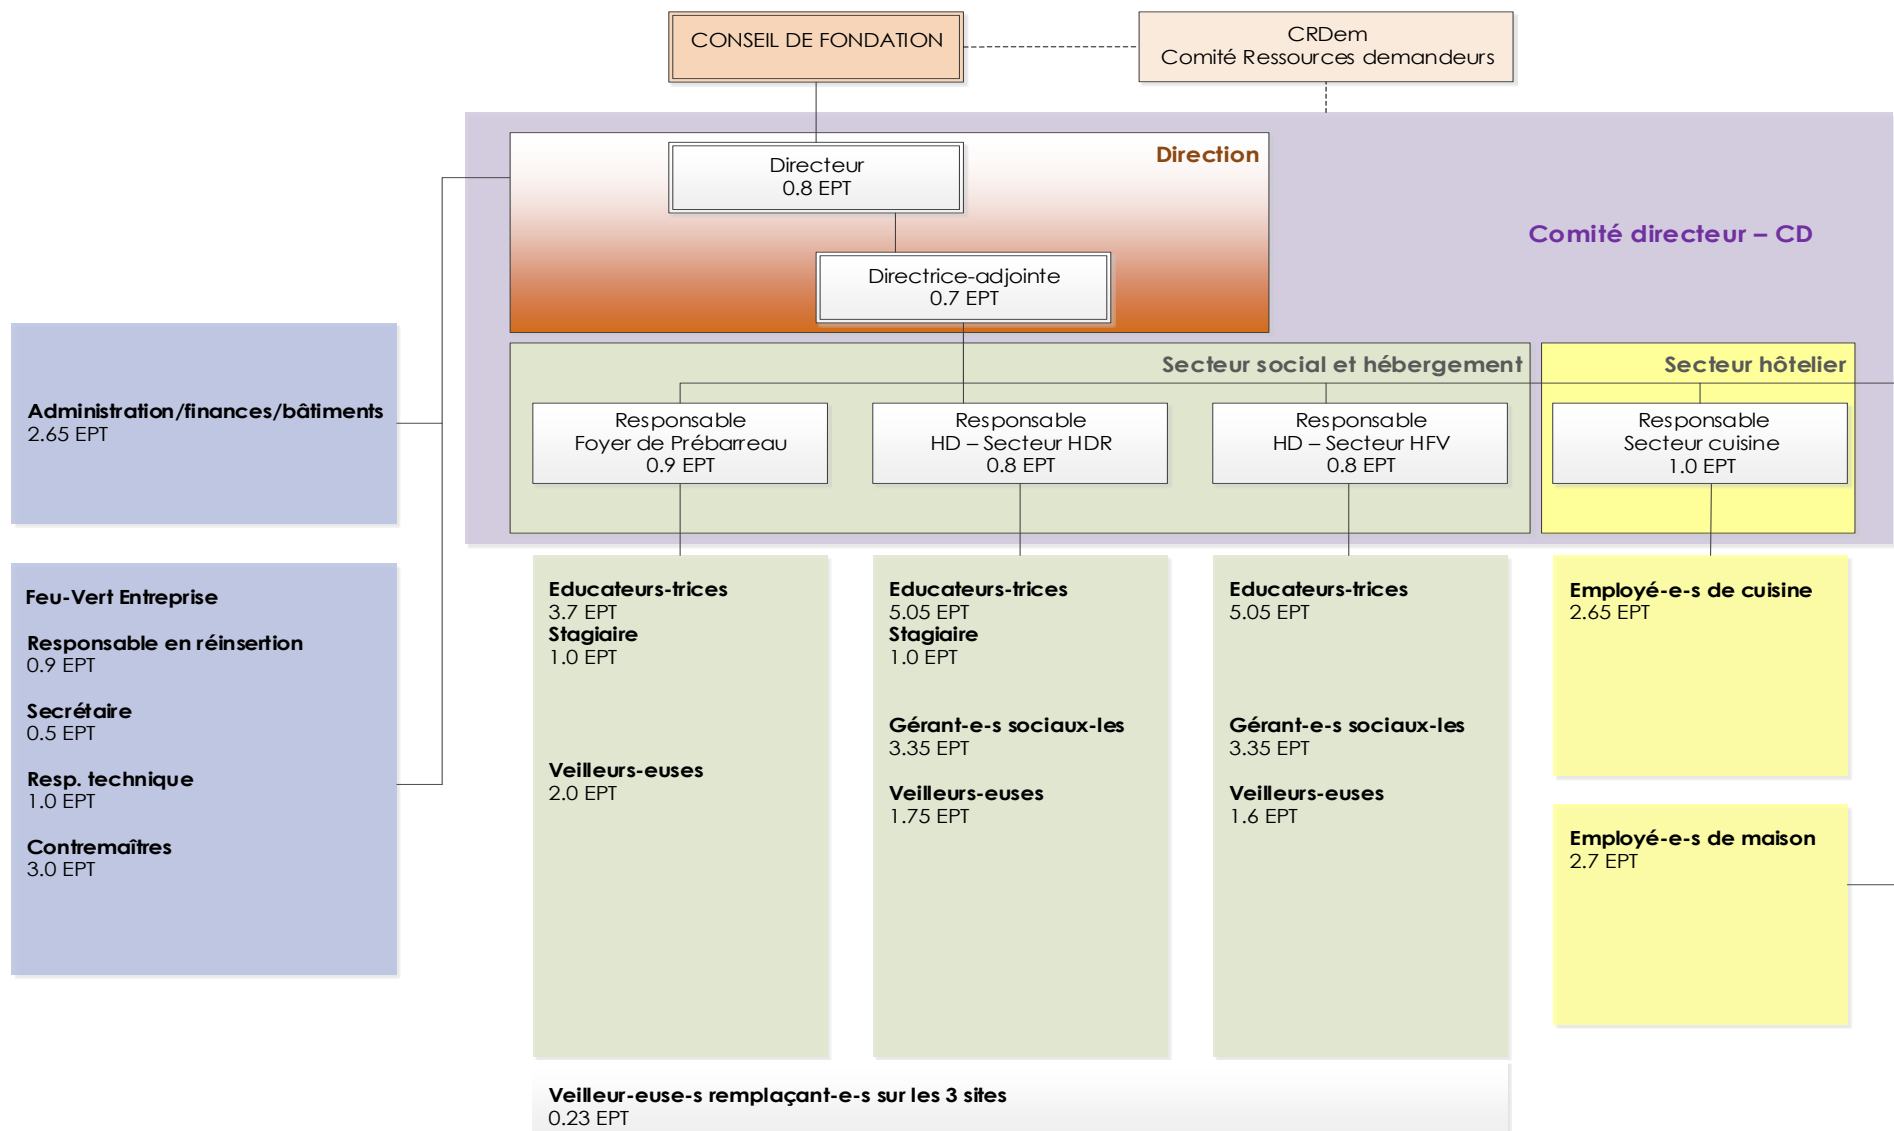 CONSEIL DE FONDATION
CRDem
Comité Ressources demandeurs
Direction
Directeur
0.8 EPT
Comité directeur – CD
Directrice-adjointe
0.7 EPT
Administration/finances/bâtiments
2.65 EPT
Secteur social et hébergement
Secteur hôtelier
Responsable
Foyer de Prébarreau
0.9 EPT
Responsable
HD – Secteur HDR
0.8 EPT
Responsable
HD – Secteur HFV
0.8 EPT
Responsable
Secteur cuisine
1.0 EPT
Feu-Vert Entreprise
Responsable en réinsertion
0.9 EPT
Secrétaire
0.5 EPT
Resp. technique
1.0 EPT
Contremaîtres
3.0 EPT
Educateurs-trices
3.7 EPT
Stagiaire
1.0 EPT
Veilleurs-euses
2.0 EPT
Educateurs-trices
5.05 EPT
Stagiaire
1.0 EPT
Gérant-e-s sociaux-les
3.35 EPT
Veilleurs-euses
1.75 EPT
Educateurs-trices
5.05 EPT
Gérant-e-s sociaux-les
3.35 EPT
Veilleurs-euses
1.6 EPT
Employé-e-s de cuisine
2.65 EPT
Employé-e-s de maison
2.7 EPT
Veilleur-euse-s remplaçant-e-s sur les 3 sites
0.23 EPT